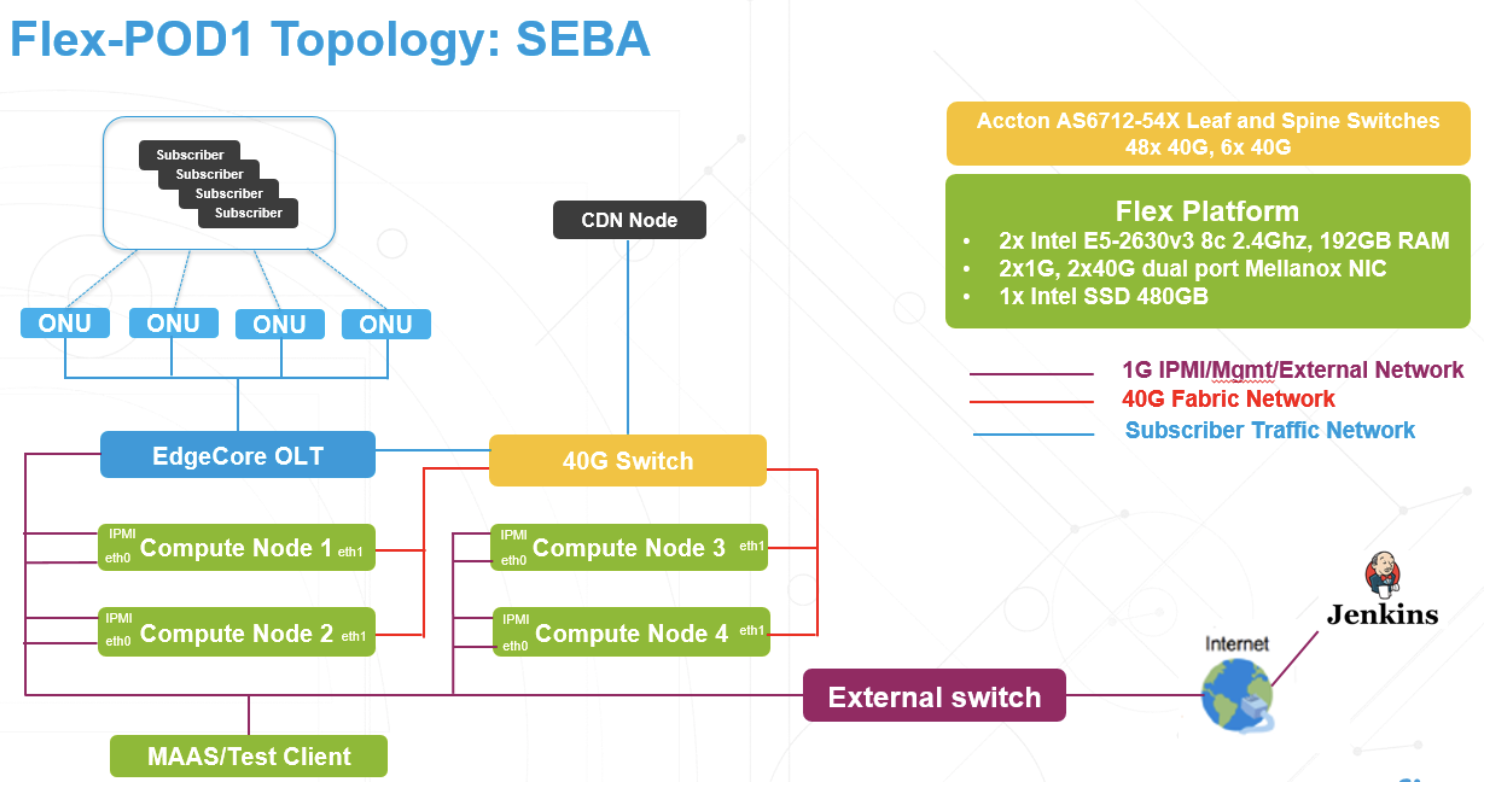 Flex-POD1 Topology: SEBA
Subscriber
Subscriber
Subscriber
Subscriber
CDN Node
ONU
ONU
ONU
ONU
EdgeCore OLT
40G Switch
IPMI
eth0
Compute Node 1
eth1
IPMI
eth0
Compute Node 2
eth1
IPMI
eth0
Compute Node 3
eth1
IPMI
eth0
Compute Node 4
eth1
MAAS/Test Client
External switch
Internet
Jenkins
Accton AS6712-54X Leaf and Spine Switches
48x 40G, 6x 40G
Flex Platform
• 2x Intel E5-2630v3 8c 2.4Ghz, 192GB RAM
• 2x1G, 2x40G dual port Mellanox NIC
• 1x Intel SSD 480GB
1G IPMI/Mgmt/External Network
40G Fabric Network
Subscriber Traffic Network